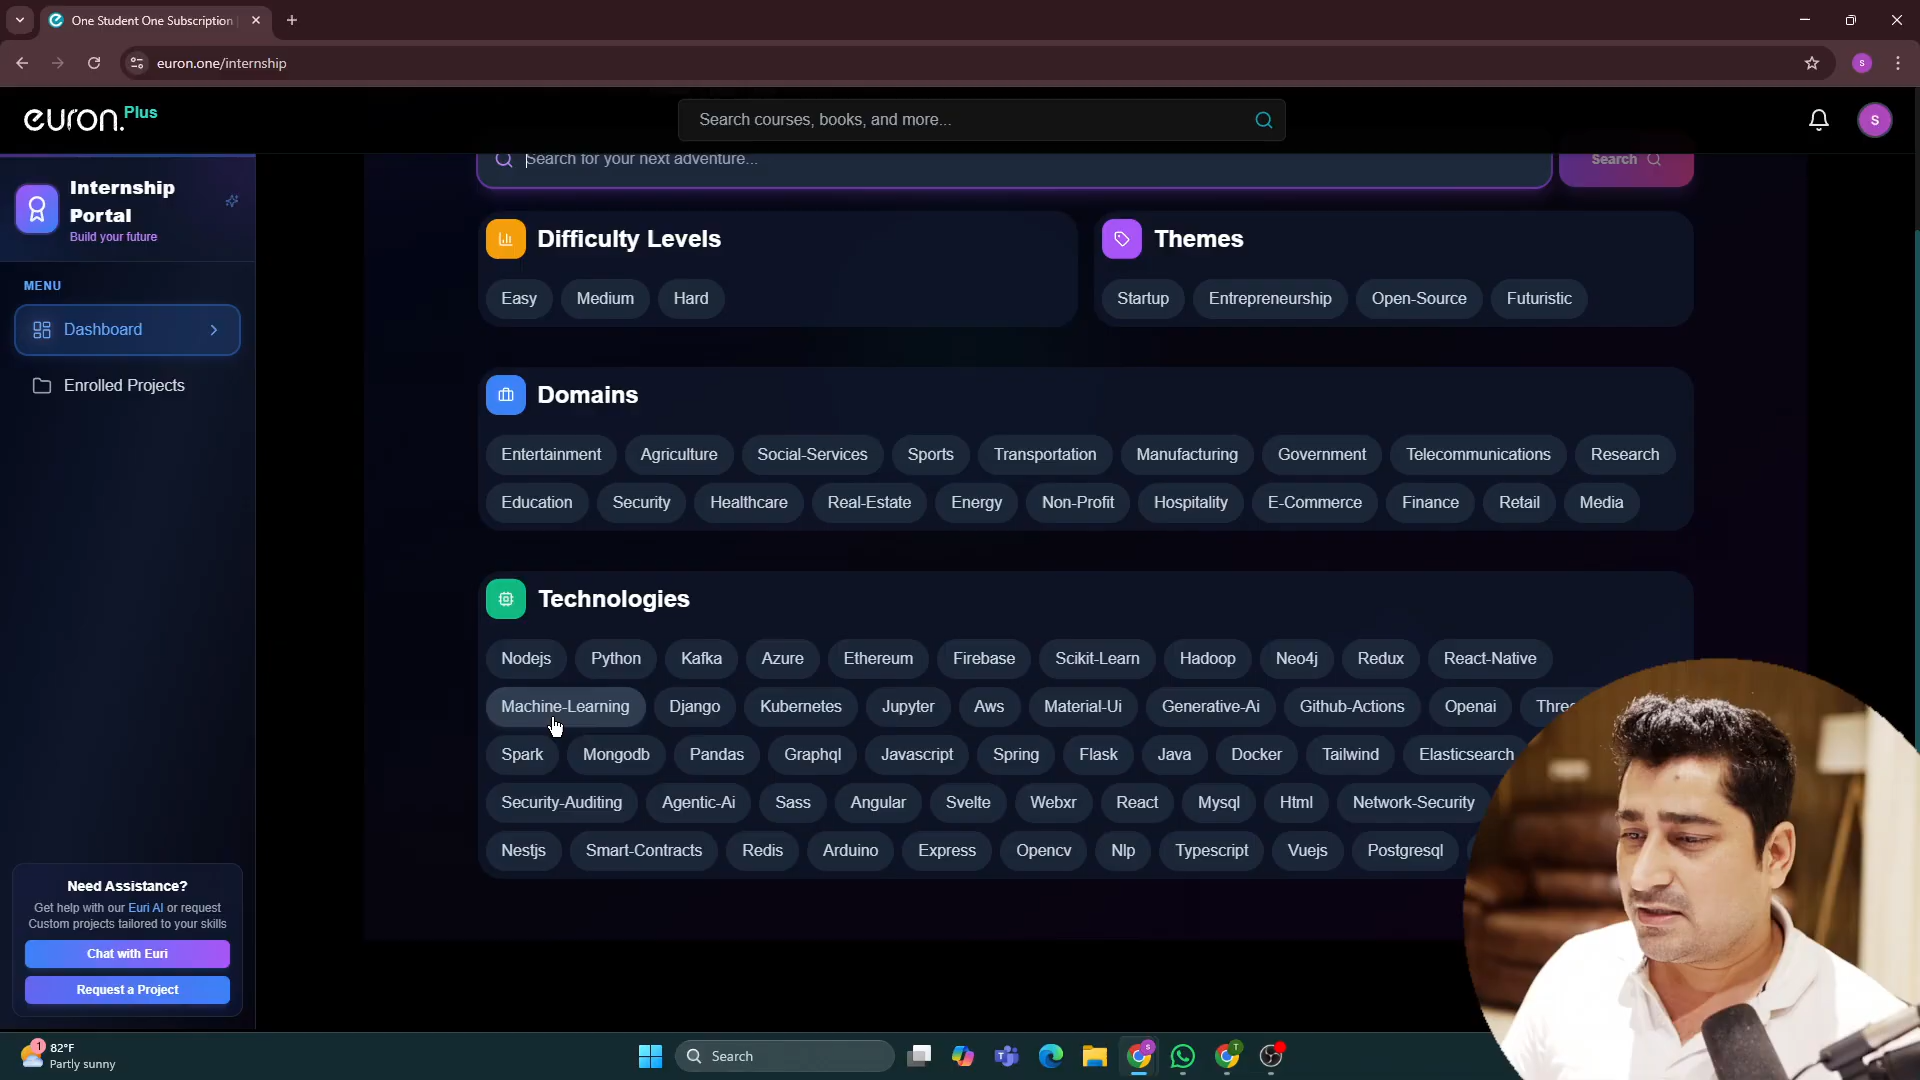 One Student One Subscription
euron.one/internship
S
euron.Plus
Search courses, books, and more...
S
Internship
Portal
Build your future
MENU
Dashboard
Enrolled Projects
Search for your next adventure...
Search
Difficulty Levels
Easy Medium Hard
Themes
Startup Entrepreneurship Open-Source Futuristic
Domains
Entertainment Agriculture Social-Services Sports Transportation Manufacturing Government Telecommunications Research
Education Security Healthcare Real-Estate Energy Non-Profit Hospitality E-Commerce Finance Retail Media
Technologies
Nodejs Python Kafka Azure Ethereum Firebase Scikit-Learn Hadoop Neo4j Redux React-Native
Machine-Learning Django Kubernetes Jupyter Aws Material-Ui Generative-Ai Github-Actions Openai
Spark Mongodb Pandas Graphql Javascript Spring Flask Java Docker Tailwind Elasticsearch
Security-Auditing Agentic-Ai Sass Angular Svelte Webxr React Mysql Html Network-Security
Nestjs Smart-Contracts Redis Arduino Express Opencv Nlp Typescript Vuejs Postgresql
Need Assistance?
Get help with our Euri AI or request
Custom projects tailored to your skills
Chat with Euri
Request a Project
1
82°F
Partly sunny
Search